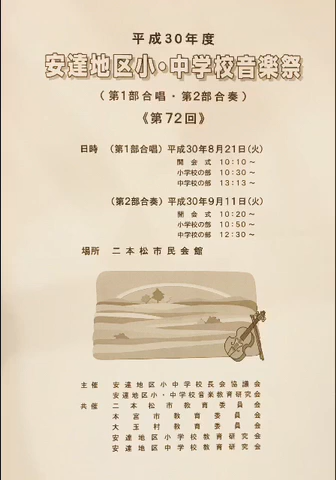 平成30年度
安達地区小・中学校音楽祭
(第1部合唱・第2部合奏)
《第72回》
日時 (第1部合唱) 平成30年8月21日(火)
開会式 10:10~
小学校の部 10:30~
中学校の部 13:13~
(第2部合奏) 平成30年9月11日(火)
開会式 10:20~
小学校の部 10:50~
中学校の部 12:30~
場所 二本松市民会館
主催 安達地区小中学校長会協議会
安達地区小・中学校音楽教育研究会
共催 二本松市教育委員会
本宮市教育委員会
大玉村教育委員会
安達地区小学校教育研究会
安達地区中学校教育研究会